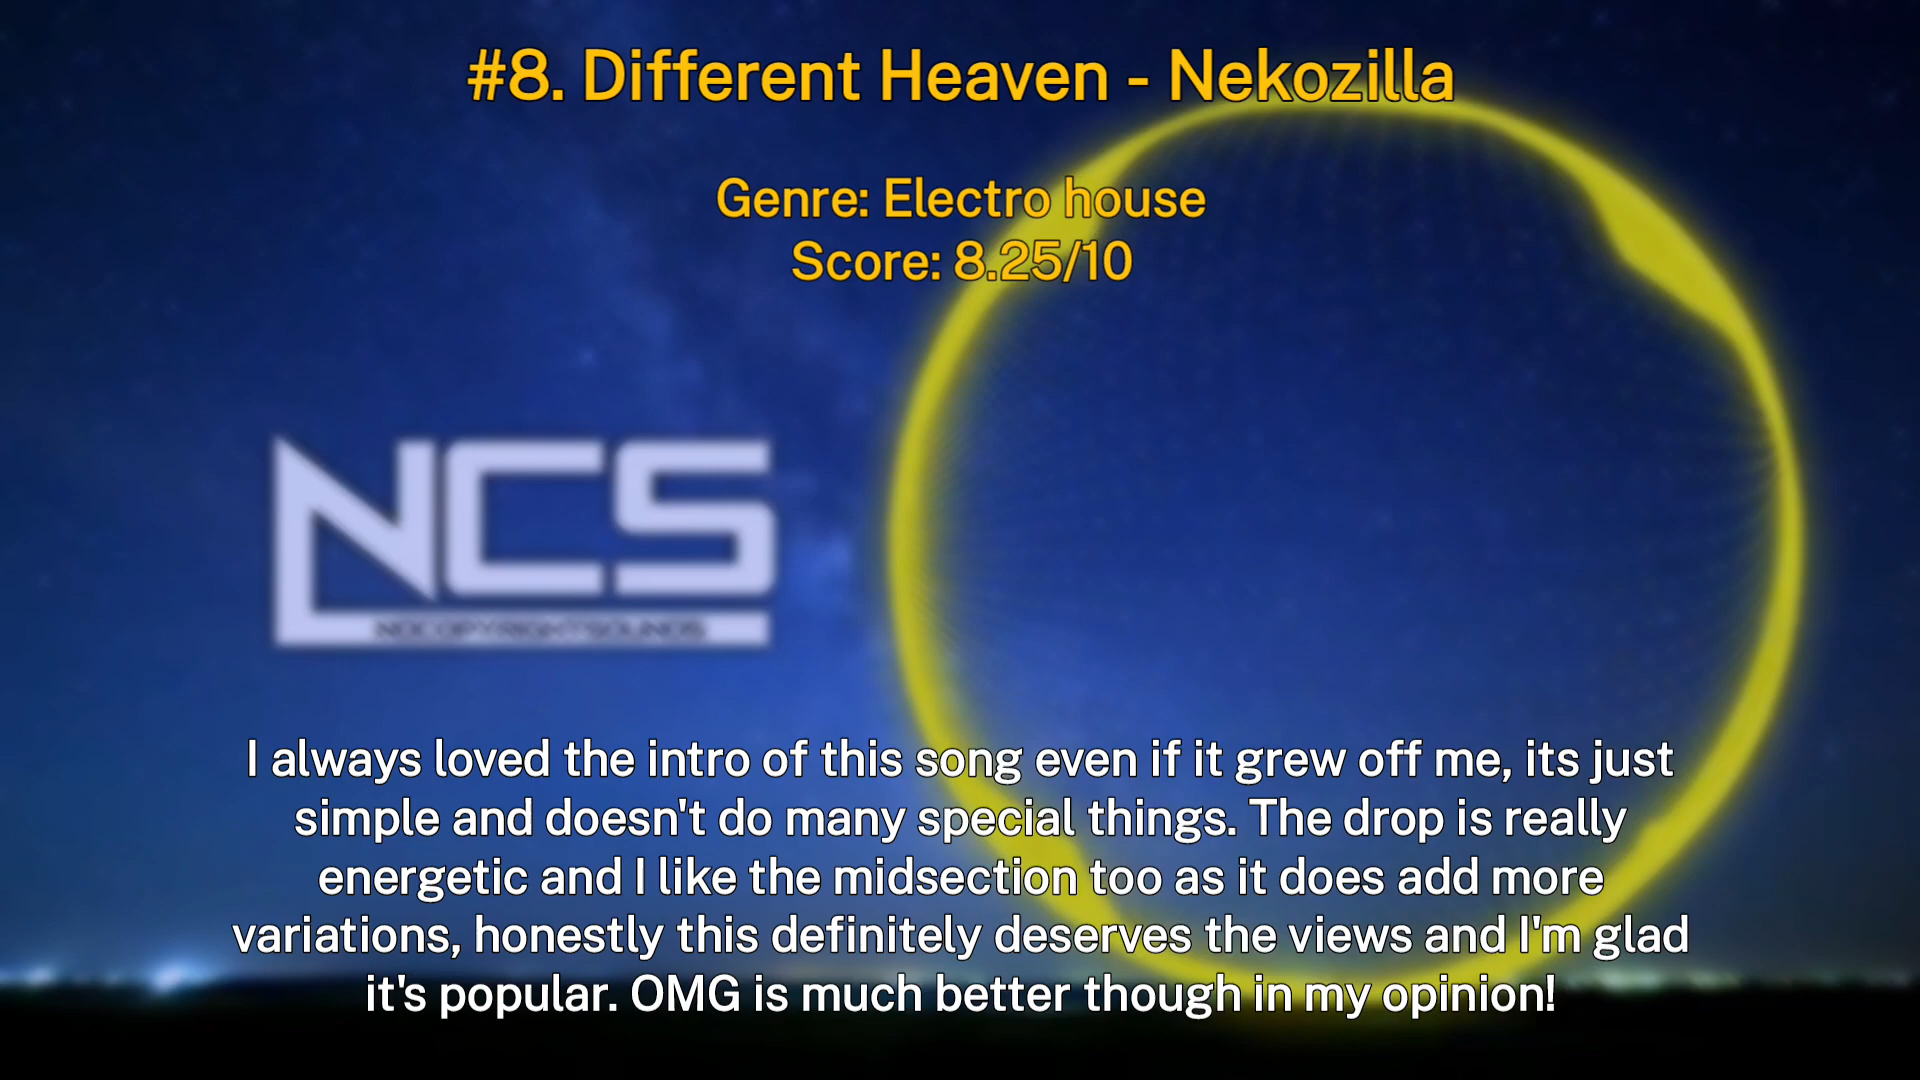 #8. Different Heaven - Nekozilla
Genre: Electro house
Score: 8.25/10
NCS
NOCOPYRIGHTSOUNDS
I always loved the intro of this song even if it grew off me, its just
simple and doesn't do many special things. The drop is really
energetic and I like the midsection too as it does add more
variations, honestly this definitely deserves the views and I'm glad
it's popular. OMG is much better though in my opinion!